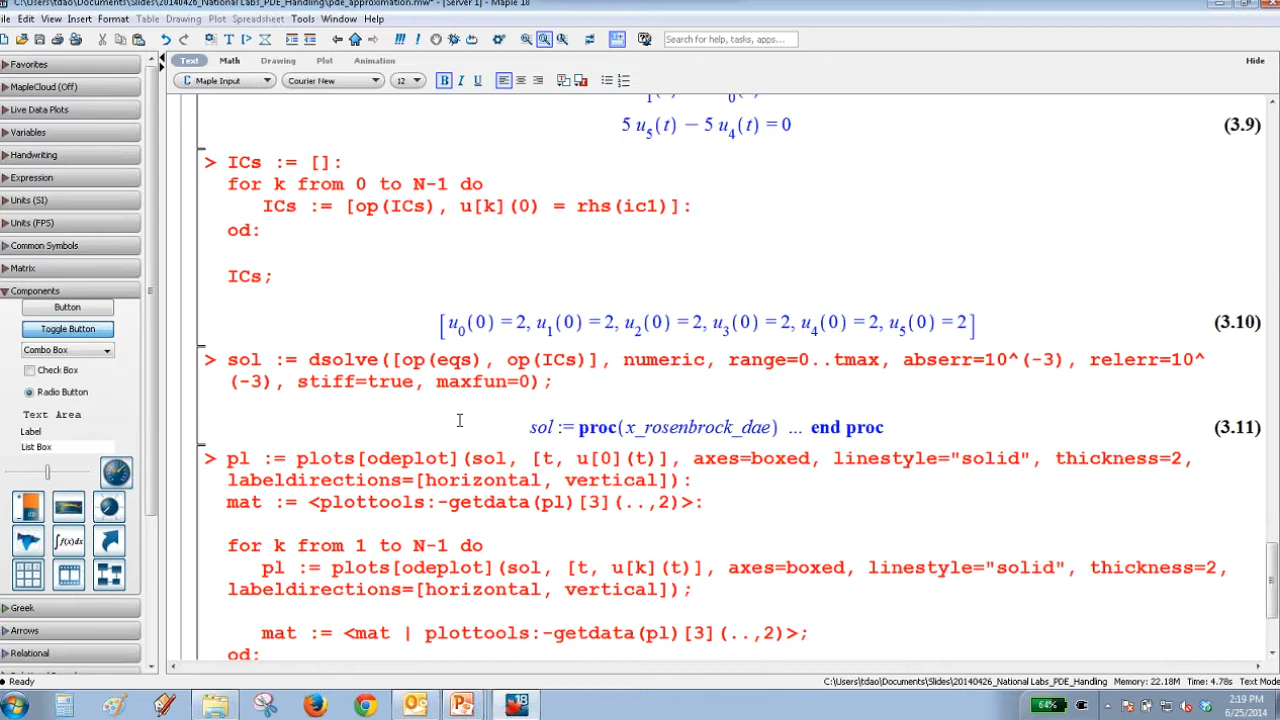 C:\Users\tdao\Documents\Slides\20140426_National Labs_PDE_Handling\pde_approximation.mw* - [Server 1] - Maple 18
File Edit View Insert Format Table Drawing Plot Spreadsheet Tools Window Help
Search for help, tasks, apps...
Text Math Drawing Plot Animation Hide
Maple Input Courier New 12 B I U
Favorites
MapleCloud (Off)
Live Data Plots
Variables
Handwriting
Expression
Units (SI)
Units (FPS)
Common Symbols
Matrix
Components
Button
Toggle Button
Combo Box
Check Box
Radio Button
Text Area
Label
List Box
Greek
Arrows
Relational
5 u5(t) − 5 u4(t) = 0 (3.9)
> ICs := []:
for k from 0 to N-1 do
ICs := [op(ICs), u[k](0) = rhs(ic1)]:
od:
ICs;
[u0(0) = 2, u1(0) = 2, u2(0) = 2, u3(0) = 2, u4(0) = 2, u5(0) = 2] (3.10)
> sol := dsolve([op(eqs), op(ICs)], numeric, range=0..tmax, abserr=10^(-3), relerr=10^
(-3), stiff=true, maxfun=0);
sol := proc(x_rosenbrock_dae) ... end proc (3.11)
> pl := plots[odeplot](sol, [t, u[0](t)], axes=boxed, linestyle="solid", thickness=2,
labeldirections=[horizontal, vertical]):
mat := <plottools:-getdata(pl)[3](..,2)>:
for k from 1 to N-1 do
pl := plots[odeplot](sol, [t, u[k](t)], axes=boxed, linestyle="solid", thickness=2,
labeldirections=[horizontal, vertical]);
mat := <mat | plottools:-getdata(pl)[3](..,2)>;
od:
Ready
C:\Users\tdao\Documents\Slides\20140426_National Labs_PDE_Handling Memory: 22.18M Time: 4.78s Text Mode
64%
2:19 PM
6/25/2014